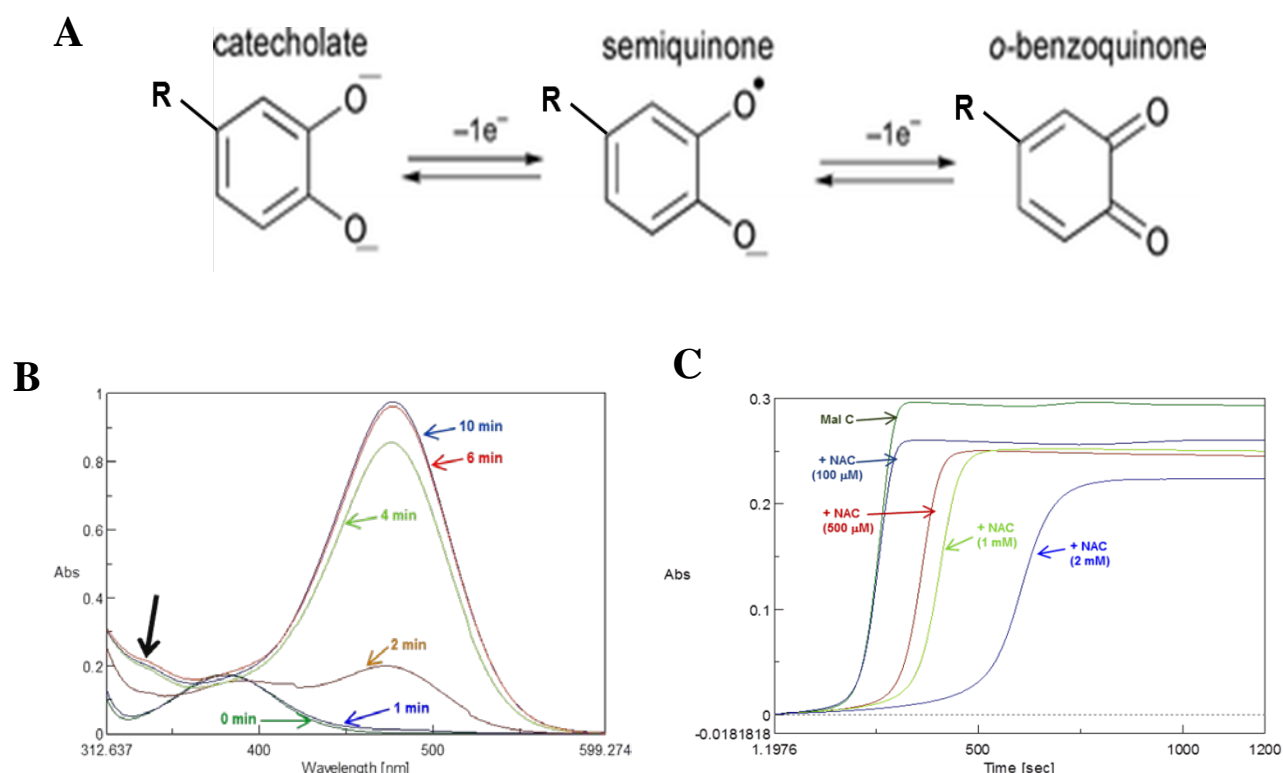 A
catecholate
semiquinone
o-benzoquinone
R
O
–
O
–
–1e–
R
O•
O
–
–1e–
R
O
O
B
1
0.8
0.6
0.4
0.2
0
Abs
10 min
6 min
4 min
2 min
0 min
1 min
312.637
400
500
599.274
Wavelength [nm]
C
0.3
0.2
0.1
0
-0.0181818
Abs
Mal C
+ NAC
(100 µM)
+ NAC
(500 µM)
+ NAC
(1 mM)
+ NAC
(2 mM)
1.1976
500
1000
1200
Time [sec]